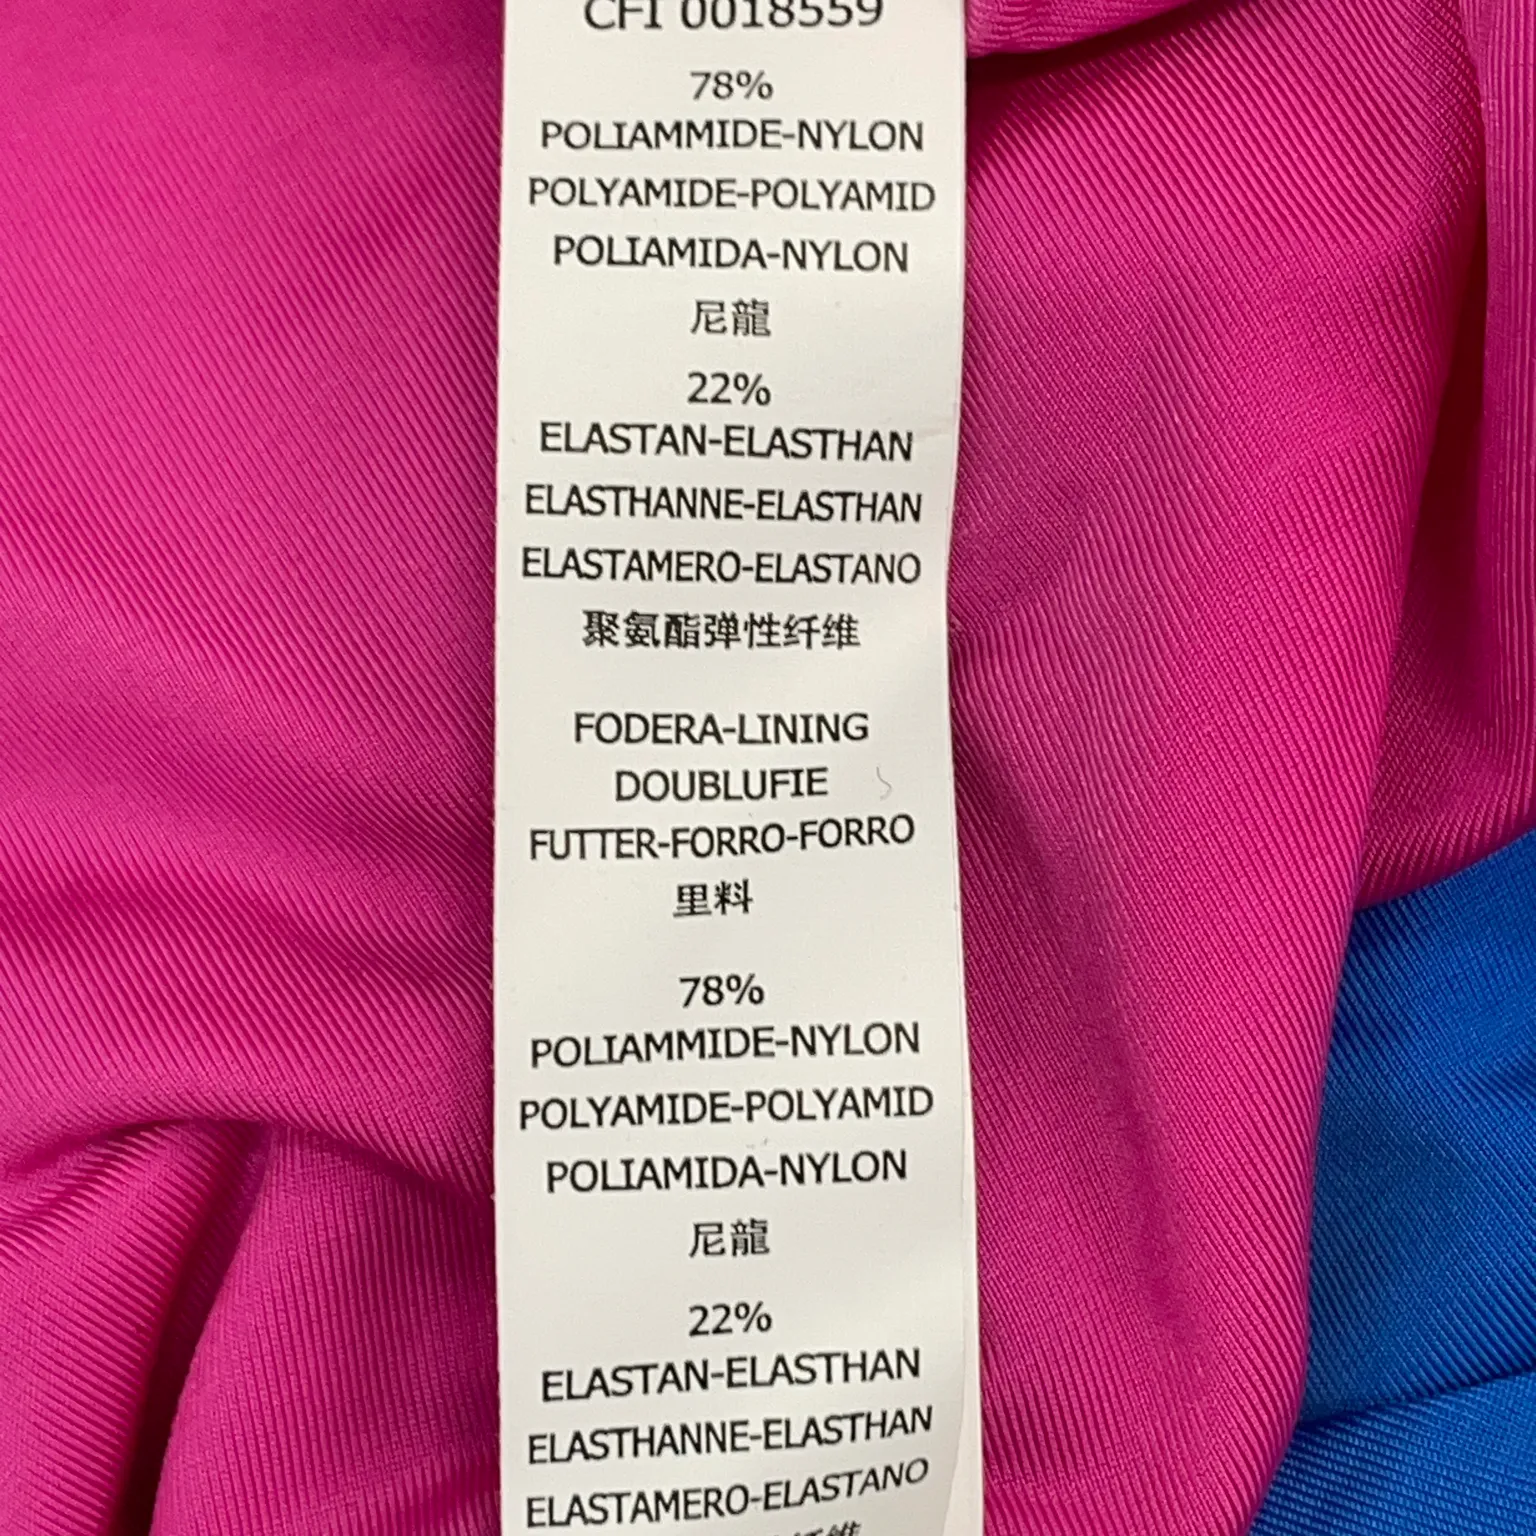 CFI 0018559
78%
POLIAMMIDE-NYLON
POLYAMIDE-POLYAMID
POLIAMIDA-NYLON
尼龍
22%
ELASTAN-ELASTHAN
ELASTHANNE-ELASTHAN
ELASTAMERO-ELASTANO
聚氨酯弹性纤维
FODERA-LINING
DOUBLUFIE
FUTTER-FORRO-FORRO
里料
78%
POLIAMMIDE-NYLON
POLYAMIDE-POLYAMID
POLIAMIDA-NYLON
尼龍
22%
ELASTAN-ELASTHAN
ELASTHANNE-ELASTHAN
ELASTAMERO-ELASTANO